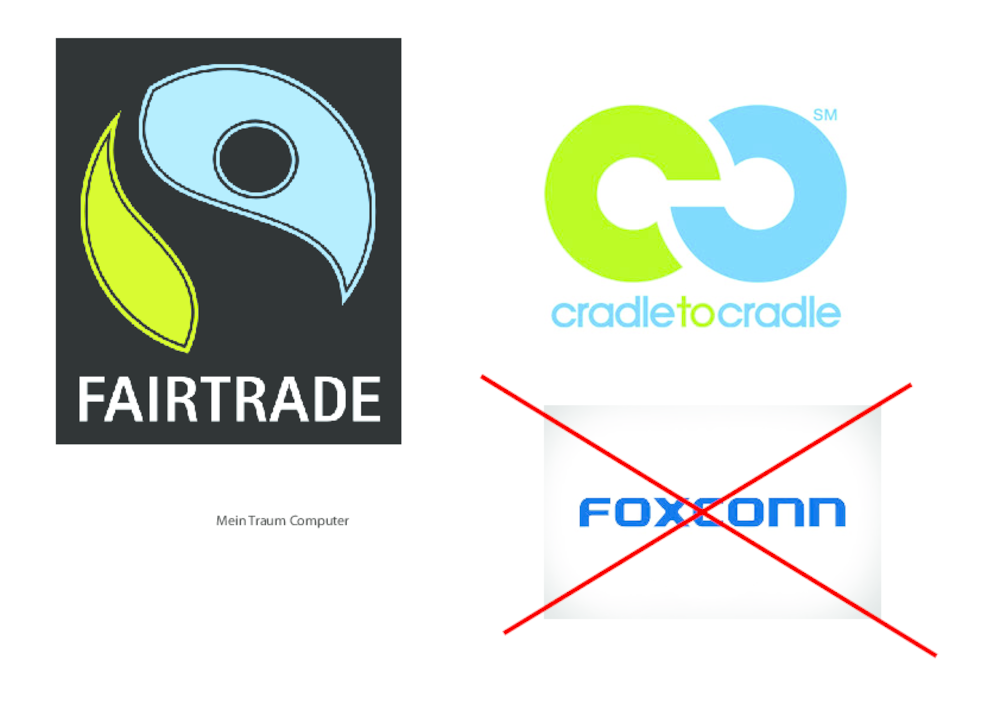 FAIRTRADE
SM
cradletocradle
FOXCONN
Mein Traum Computer